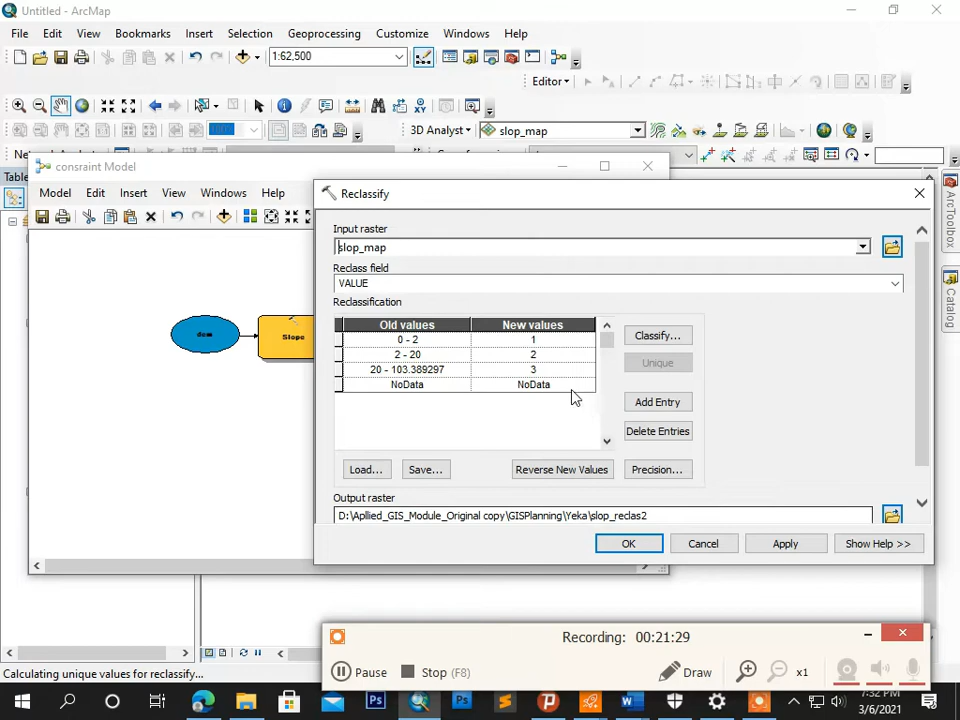 Untitled - ArcMap
File Edit View Bookmarks Insert Selection Geoprocessing Customize Windows Help
1:62,500
Editor
3D Analyst slop_map
Table
consraint Model
Model Edit Insert View Windows Help
dem
Slope
Reclassify
Input raster
slop_map
Reclass field
VALUE
Reclassification
Old values New values
0 - 2 1
2 - 20 2
20 - 103.389297 3
NoData NoData
Classify...
Unique
Add Entry
Delete Entries
Load... Save... Reverse New Values Precision...
Output raster
D:\Apllied_GIS_Module_Original copy\GISPlanning\Yeka\slop_reclas2
OK Cancel Apply Show Help >>
ArcToolbox
Catalog
Recording: 00:21:29
Pause Stop (F8) Draw x1
Calculating unique values for reclassify...
7:32 PM
3/6/2021